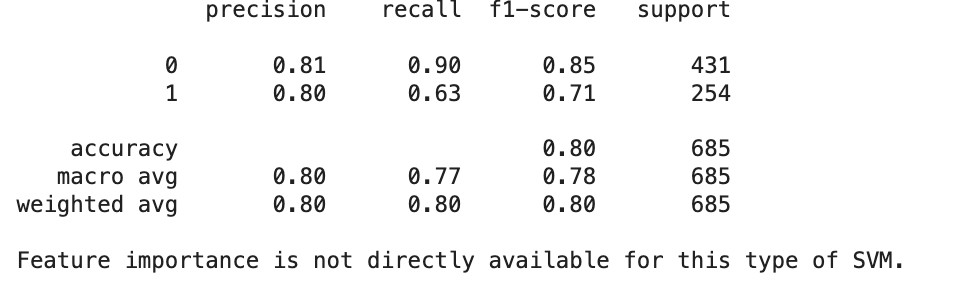 precision recall f1-score support
0 0.81 0.90 0.85 431
1 0.80 0.63 0.71 254
accuracy 0.80 685
macro avg 0.80 0.77 0.78 685
weighted avg 0.80 0.80 0.80 685
Feature importance is not directly available for this type of SVM.